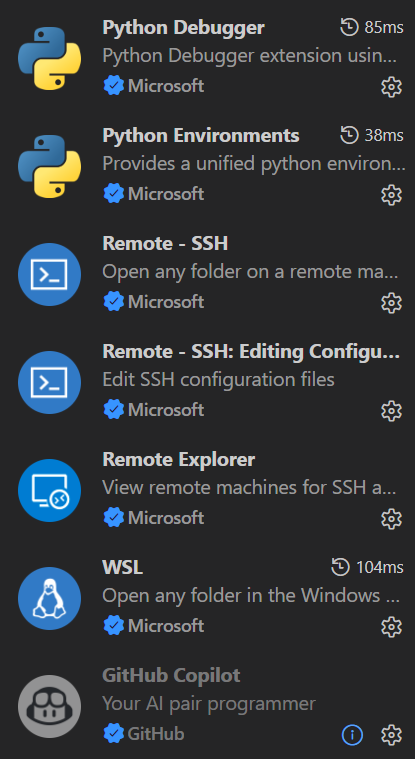 Python Debugger 85ms
Python Debugger extension usin...
Microsoft
Python Environments 38ms
Provides a unified python environ...
Microsoft
Remote - SSH
Open any folder on a remote ma...
Microsoft
Remote - SSH: Editing Configu...
Edit SSH configuration files
Microsoft
Remote Explorer
View remote machines for SSH a...
Microsoft
WSL 104ms
Open any folder in the Windows ...
Microsoft
GitHub Copilot
Your AI pair programmer
GitHub